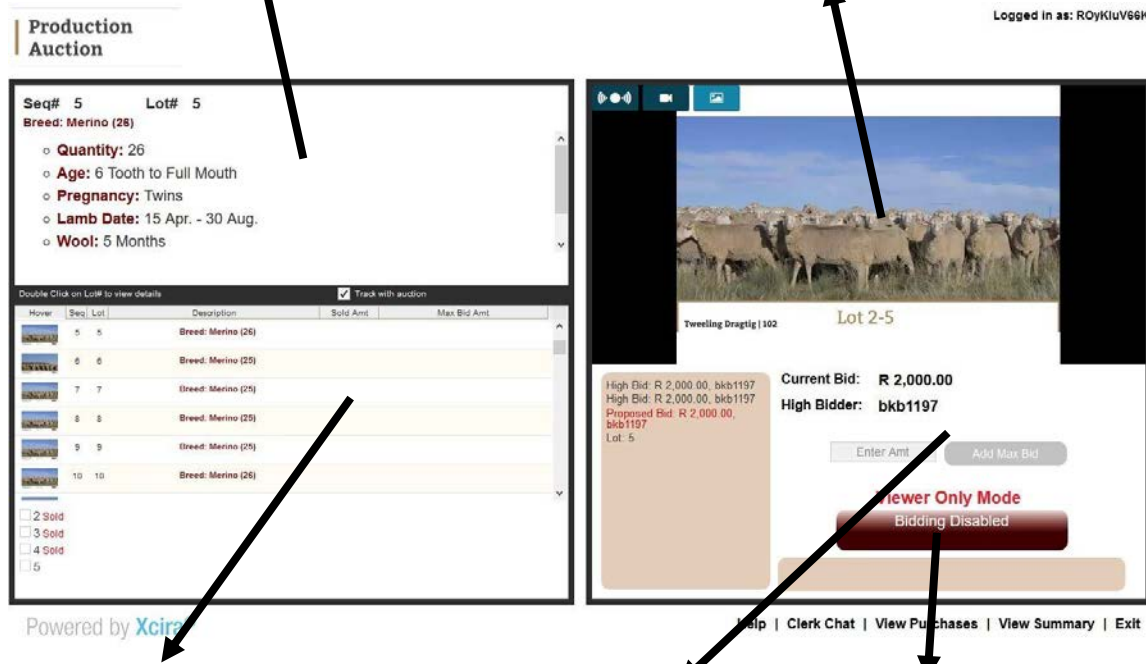 Production
Auction
Logged in as: ROyKIuV66K
Seq# 5 Lot# 5
Breed: Merino (26)
Quantity: 26
Age: 6 Tooth to Full Mouth
Pregnancy: Twins
Lamb Date: 15 Apr. - 30 Aug.
Wool: 5 Months
Double Click on Lot# to view details Track with auction
Hover Seq Lot Description Sold Amt Max Bid Amt
5 5 Breed: Merino (26)
6 6 Breed: Merino (25)
7 7 Breed: Merino (25)
8 8 Breed: Merino (25)
9 9 Breed: Merino (25)
10 10 Breed: Merino (26)
2 Sold
3 Sold
4 Sold
5
Powered by Xcira
Tweeling Dragtig | 102 Lot 2-5
High Bid: R 2,000.00, bkb1197
High Bid: R 2,000.00, bkb1197
Proposed Bid: R 2,000.00,
bkb1197
Lot: 5
Current Bid: R 2,000.00
High Bidder: bkb1197
Enter Amt Add Max Bid
Viewer Only Mode
Bidding Disabled
Help | Clerk Chat | View Purchases | View Summary | Exit